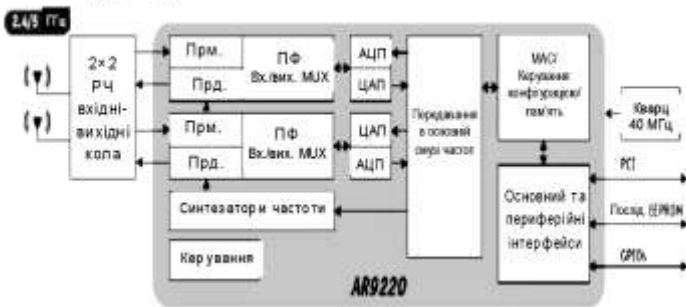 2.4/5 ГГц
2×2
РЧ
вхідні-
вихідні
кола
Прм.
Прд.
ПФ
Вх./вих. MUX
АЦП
ЦАП
Прм.
Прд.
ПФ
Вх./вих. MUX
ЦАП
АЦП
Синтезатори частоти
Керування
Передавання
в основній
смузі частот
MAC/
Керування
конфігурацією/
пам'ять
Основний та
периферійні
інтерфейси
Кварц
40 МГц
PCI
Послід. EEPROM
GPIOs
AR9220